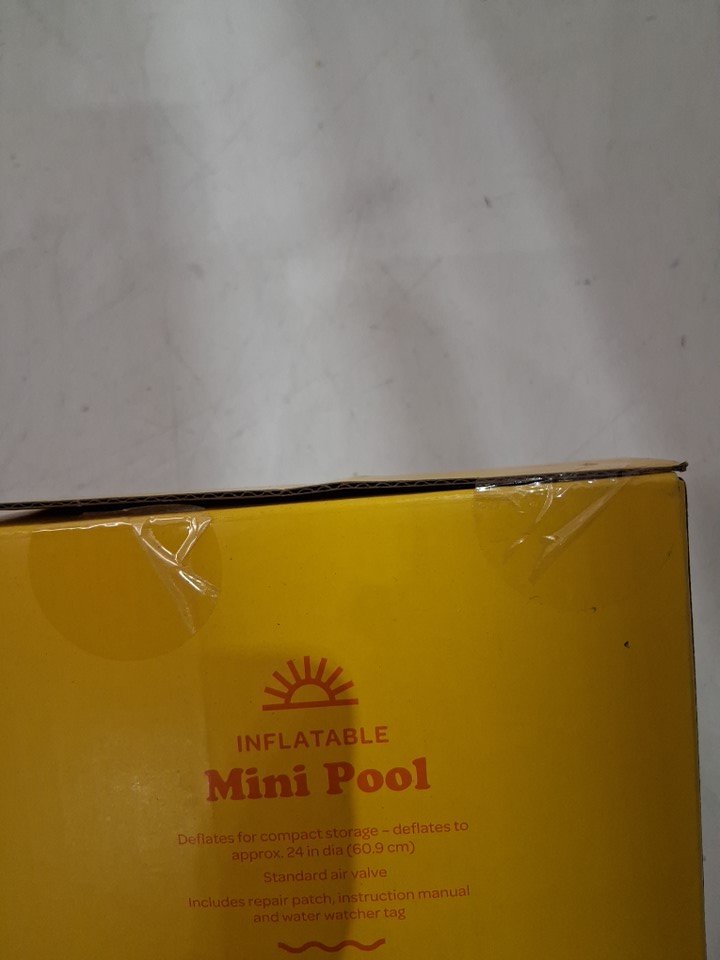 INFLATABLE
Mini Pool
Deflates for compact storage – deflates to
approx. 24 in dia (60.9 cm)
Standard air valve
Includes repair patch, instruction manual
and water watcher tag